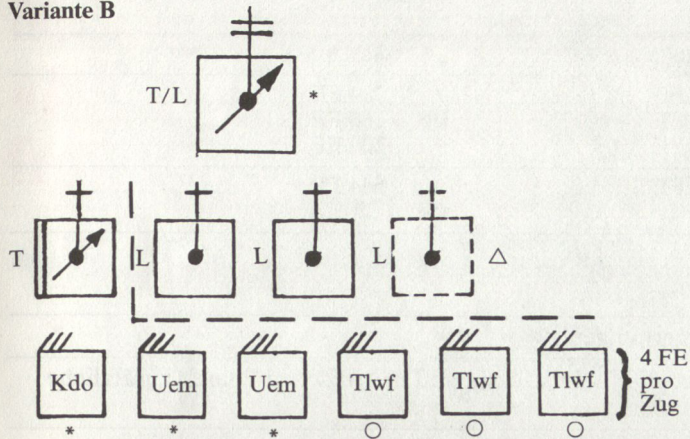 Variante B
T/L *
T L L L △
Kdo Uem Uem Tlwf Tlwf Tlwf
4 FE
pro
Zug
* * * ○ ○ ○